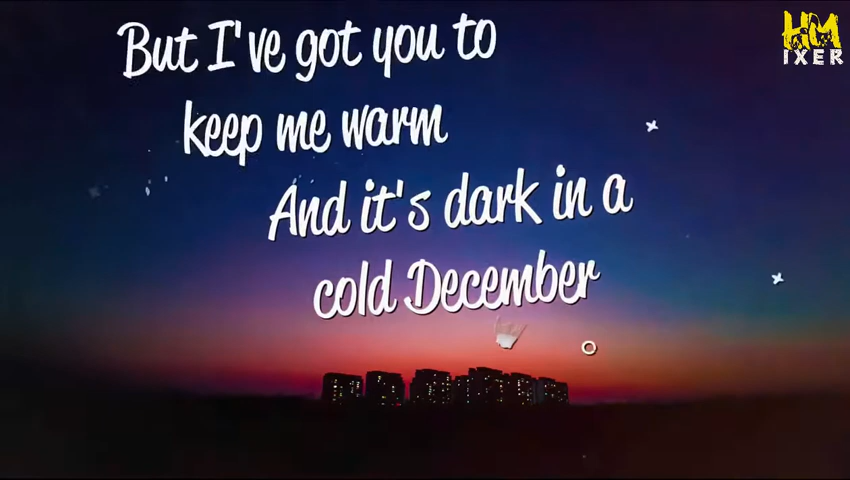 But I've got you to
keep me warm
And it's dark in a
cold December
HM
IXER